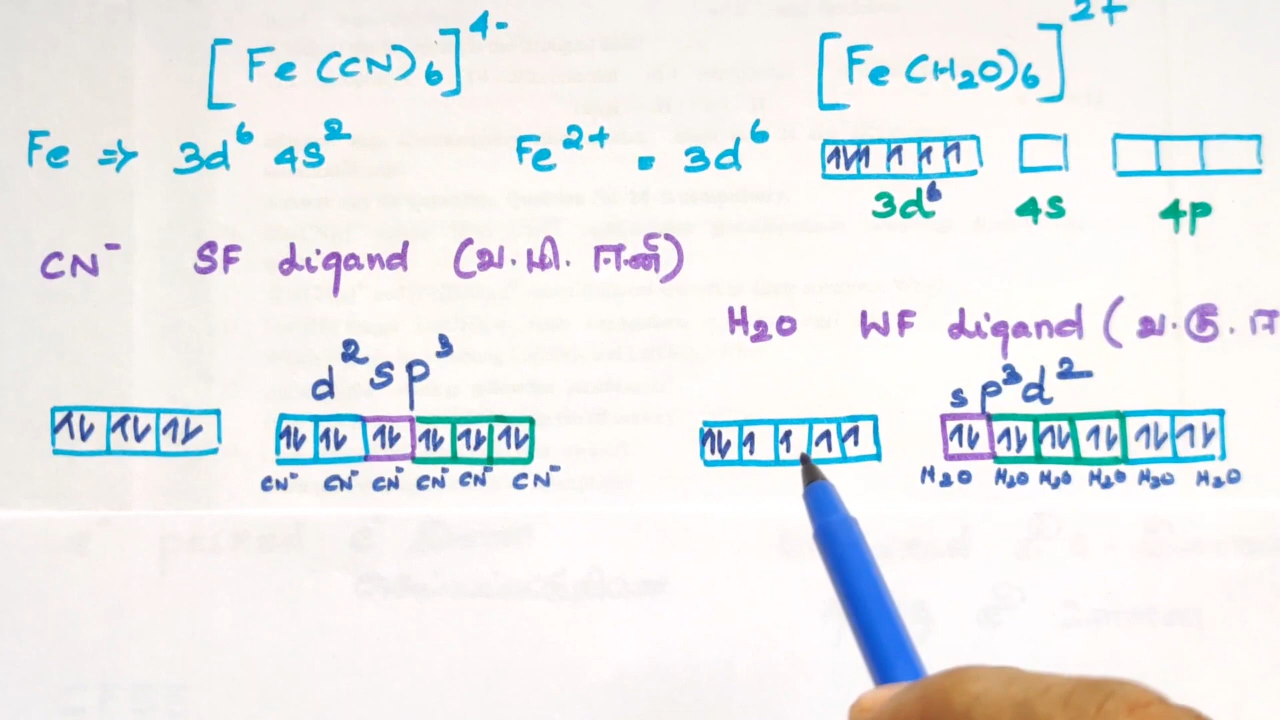 [Fe(CN)₆]⁴⁻ [Fe(H₂O)₆]²⁺
Fe => 3d⁶ 4s² Fe²⁺ = 3d⁶ ↑↓ ↑ ↑ ↑ ↑
3d⁶ 4s 4p
CN⁻ SF ligand
H₂O WF ligand
d²sp³ sp³d²
↑↓ ↑↓ ↑↓ ↑↓ ↑↓ ↑↓ ↑↓ ↑↓ ↑↓ ↑↓ ↑ ↑ ↑ ↑ ↑↓ ↑↓ ↑↓ ↑↓ ↑↓ ↑↓
CN⁻ CN⁻ CN⁻ CN⁻ CN⁻ CN⁻ H₂O H₂O H₂O H₂O H₂O H₂O